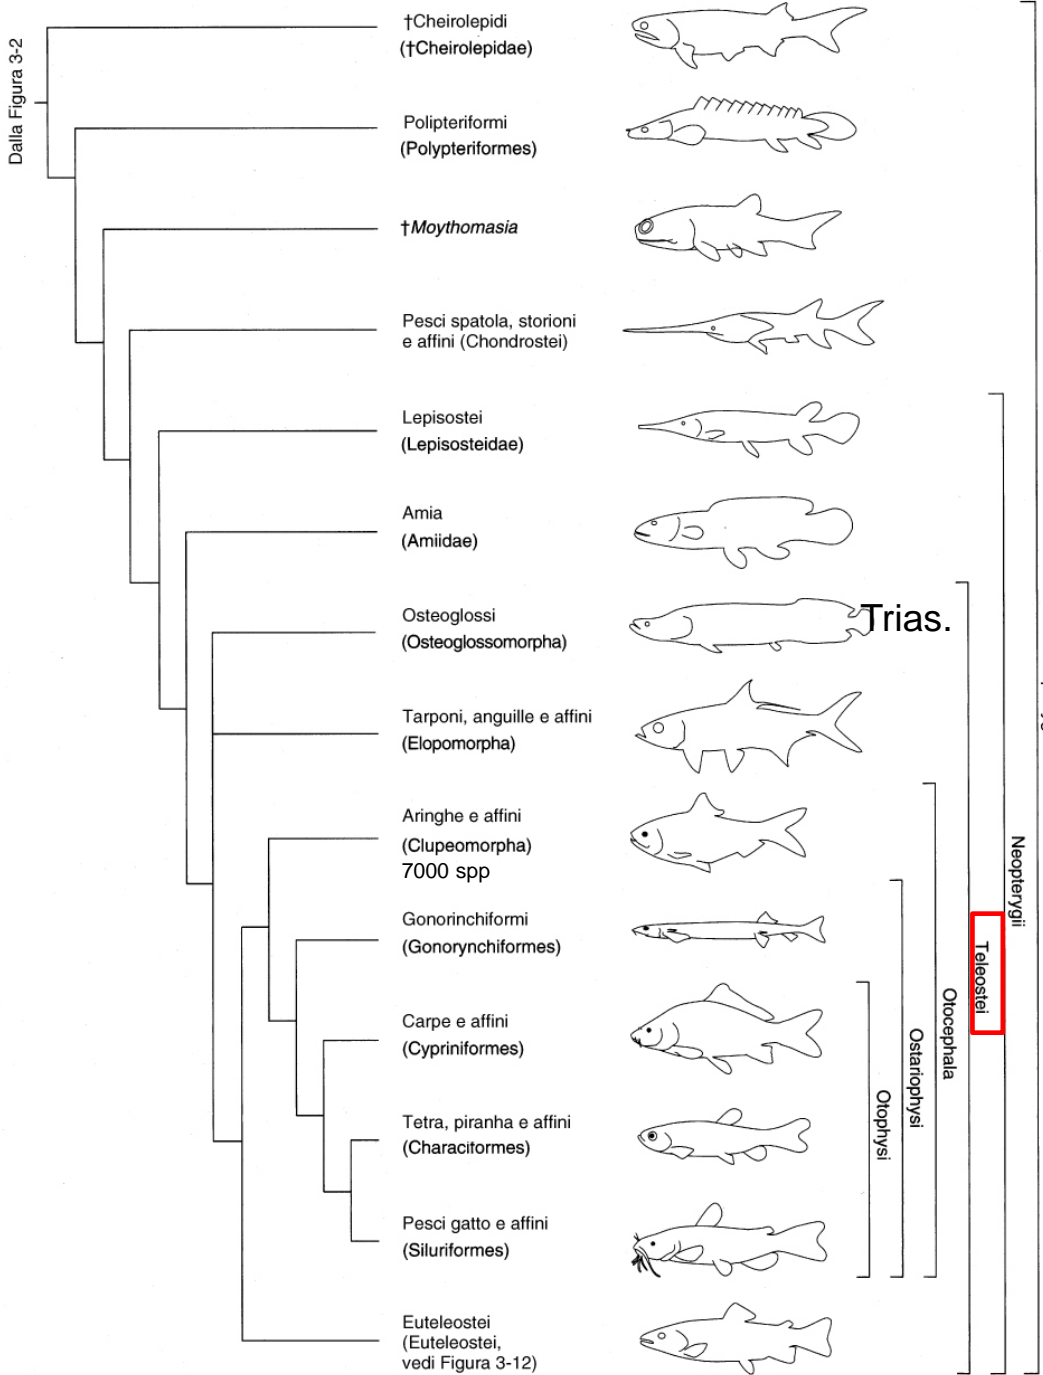 Dalla Figura 3-2
†Cheirolepidi
(†Cheirolepidae)
Polipteriformi
(Polypteriformes)
†Moythomasia
Pesci spatola, storioni
e affini (Chondrostei)
Lepisostei
(Lepisosteidae)
Amia
(Amiidae)
Osteoglossi
(Osteoglossomorpha)
Trias.
Tarponi, anguille e affini
(Elopomorpha)
Aringhe e affini
(Clupeomorpha)
7000 spp
Gonorinchiformi
(Gonorynchiformes)
Carpe e affini
(Cypriniformes)
Tetra, piranha e affini
(Characiformes)
Pesci gatto e affini
(Siluriformes)
Euteleostei
(Euteleostei,
vedi Figura 3-12)
Otophysi
Ostariophysi
Otocephala
Teleostei
Neopterygii